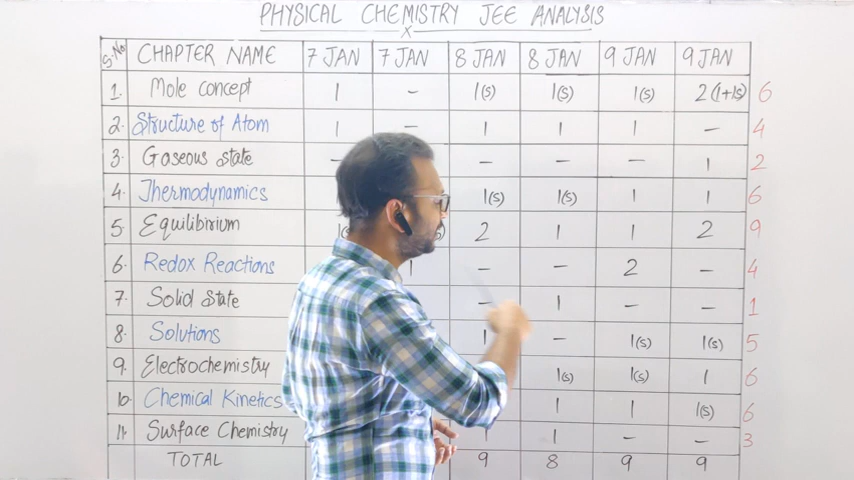 PHYSICAL CHEMISTRY JEE ANALYSIS
x
S.No CHAPTER NAME 7 JAN 7 JAN 8 JAN 8 JAN 9 JAN 9 JAN
1. Mole concept 1 - 1(s) 1(s) 1(s) 2(1+1s) 6
2. Structure of Atom 1 - 1 1 1 - 4
3. Gaseous state - - - - 1 2
4. Thermodynamics 1(s) 1(s) 1 1 6
5. Equilibirium 2 1 1 2 9
6. Redox Reactions 1 - - 2 - 4
7. Solid State - 1 - - 1
8. Solutions 1 - 1(s) 1(s) 5
9. Electrochemistry 1(s) 1(s) 1 6
10. Chemical Kinetics 1 1 1(s) 6
11. Surface Chemistry 1 1 - - 3
TOTAL 9 8 9 9